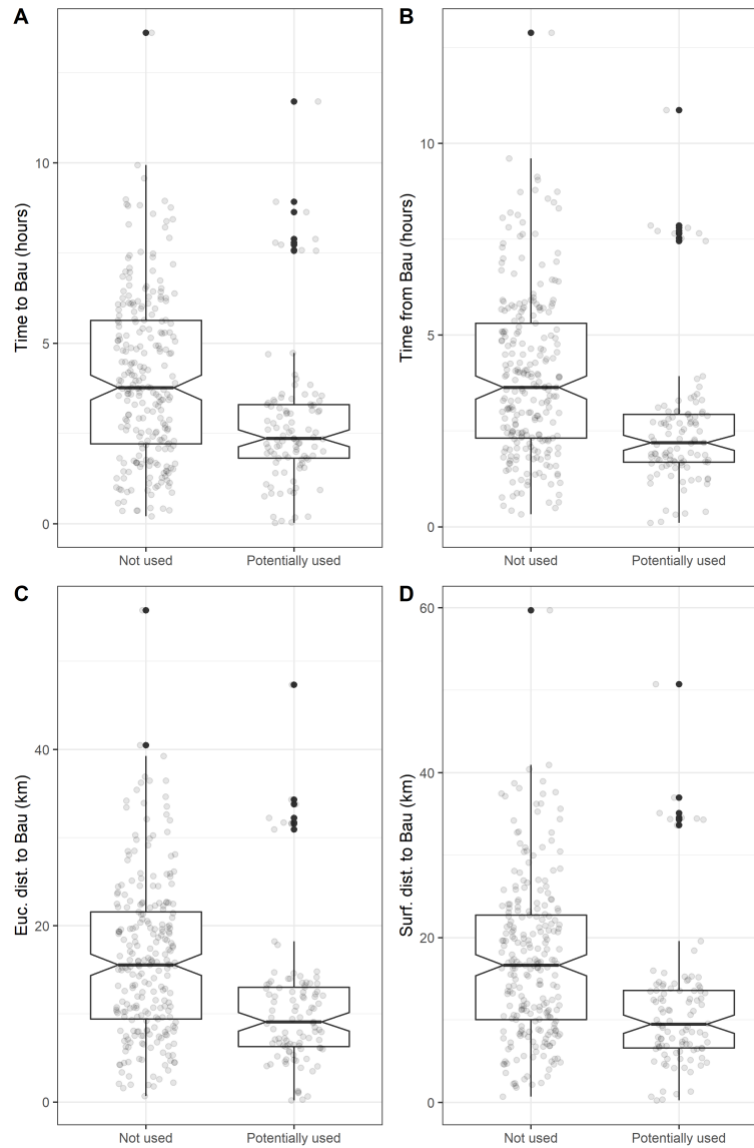 A
Time to Bau (hours)
10
5
0
Not used Potentially used
B
Time from Bau (hours)
10
5
0
Not used Potentially used
C
Euc. dist. to Bau (km)
40
20
0
Not used Potentially used
D
Surf. dist. to Bau (km)
60
40
20
0
Not used Potentially used